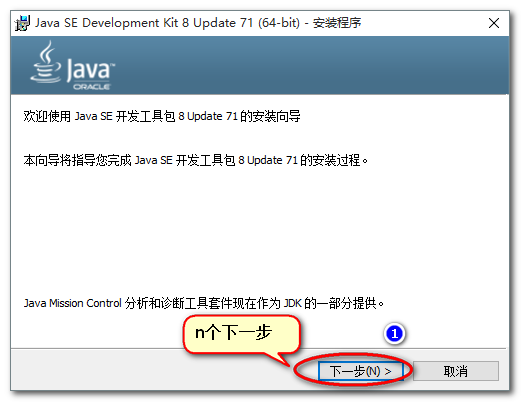 Java SE Development Kit 8 Update 71 (64-bit) - 安装程序
Java
ORACLE
欢迎使用 Java SE 开发工具包 8 Update 71 的安装向导
本向导将指导您完成 Java SE 开发工具包 8 Update 71 的安装过程。
Java Mission Control 分析和诊断工具套件现在作为 JDK 的一部分提供。
n个下一步
1
下一步(N) >
取消